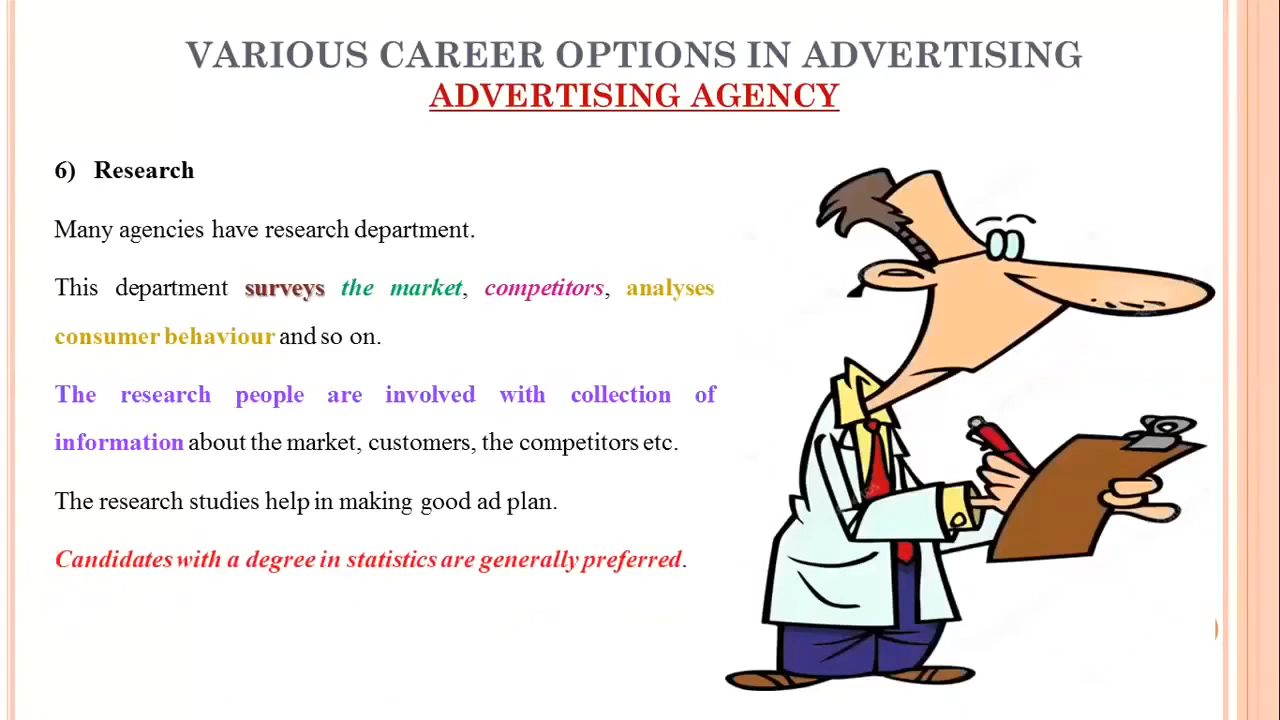 VARIOUS CAREER OPTIONS IN ADVERTISING
ADVERTISING AGENCY
6) Research
Many agencies have research department.
This department surveys the market, competitors, analyses
consumer behaviour and so on.
The research people are involved with collection of
information about the market, customers, the competitors etc.
The research studies help in making good ad plan.
Candidates with a degree in statistics are generally preferred.